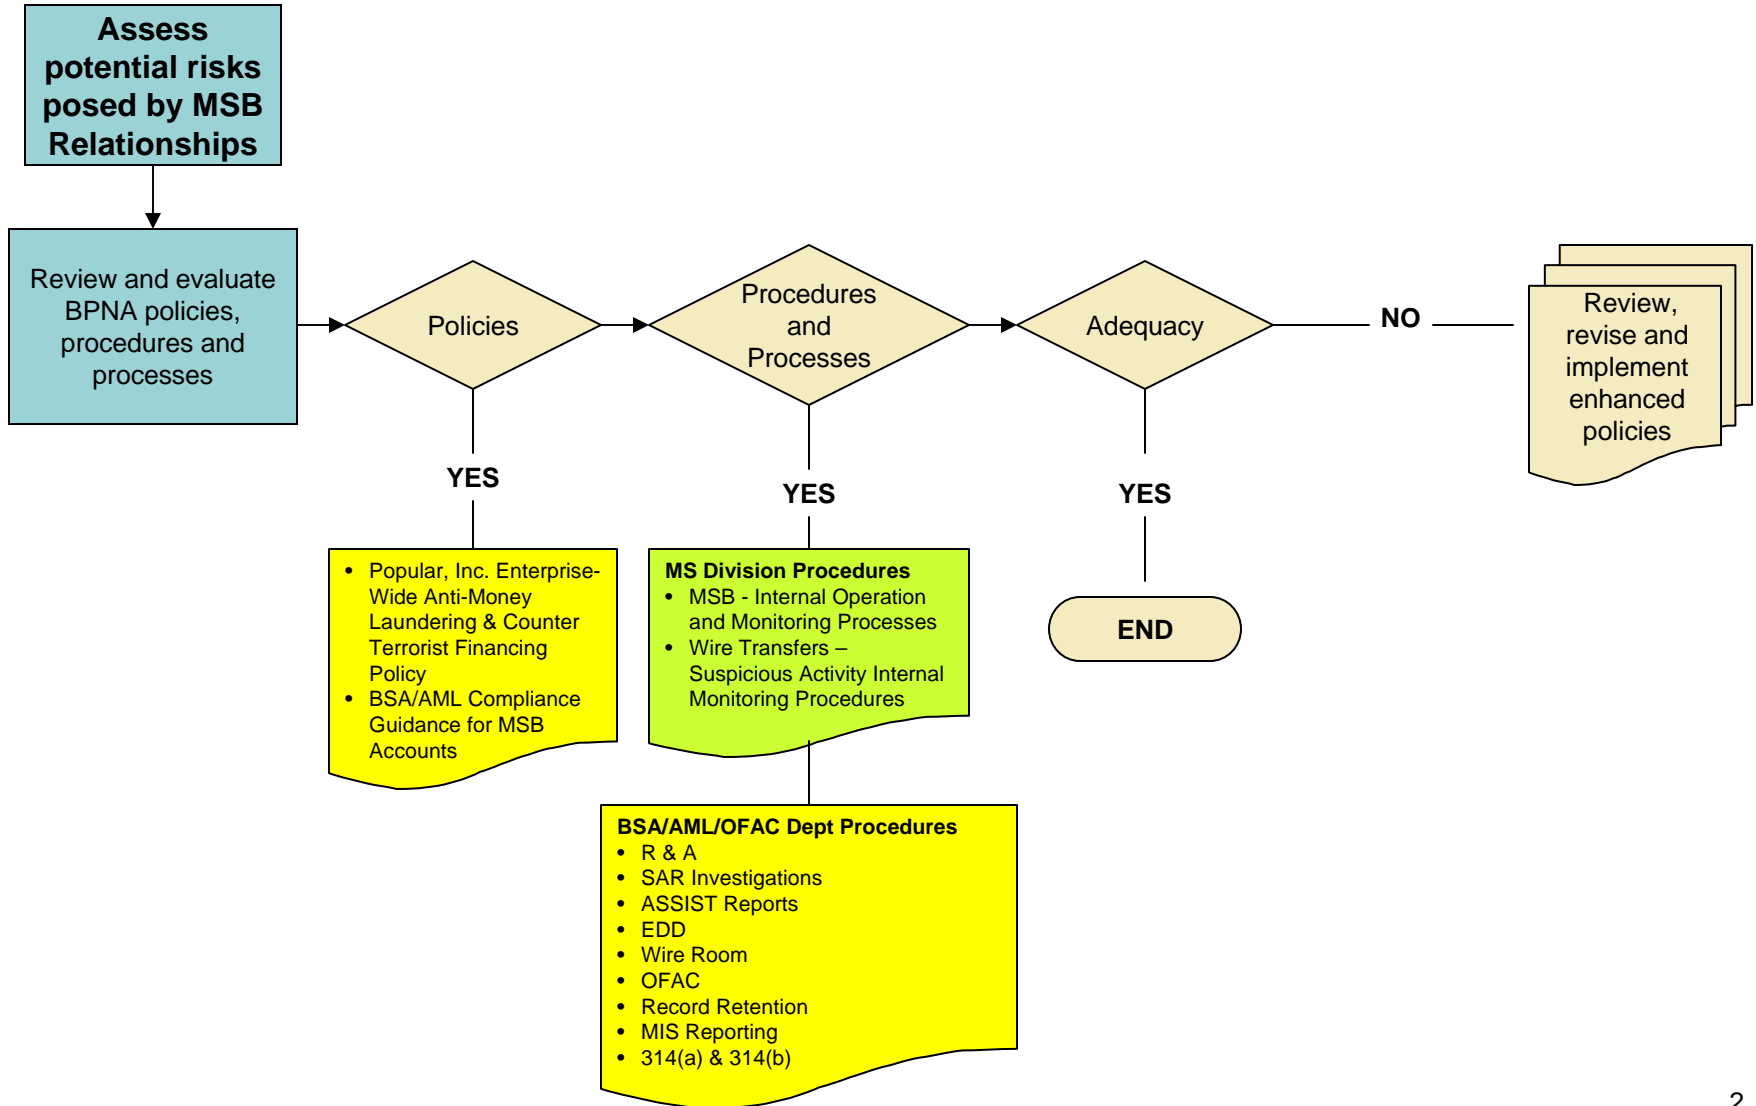 Assess
potential risks
posed by MSB
Relationships
Review and evaluate
BPNA policies,
procedures and
processes
Policies
Procedures
and
Processes
Adequacy
NO
Review,
revise and
implement
enhanced
policies
YES
YES
YES
• Popular, Inc. Enterprise-
Wide Anti-Money
Laundering & Counter
Terrorist Financing
Policy
• BSA/AML Compliance
Guidance for MSB
Accounts
MS Division Procedures
• MSB - Internal Operation
and Monitoring Processes
• Wire Transfers –
Suspicious Activity Internal
Monitoring Procedures
END
BSA/AML/OFAC Dept Procedures
• R & A
• SAR Investigations
• ASSIST Reports
• EDD
• Wire Room
• OFAC
• Record Retention
• MIS Reporting
• 314(a) & 314(b)
2